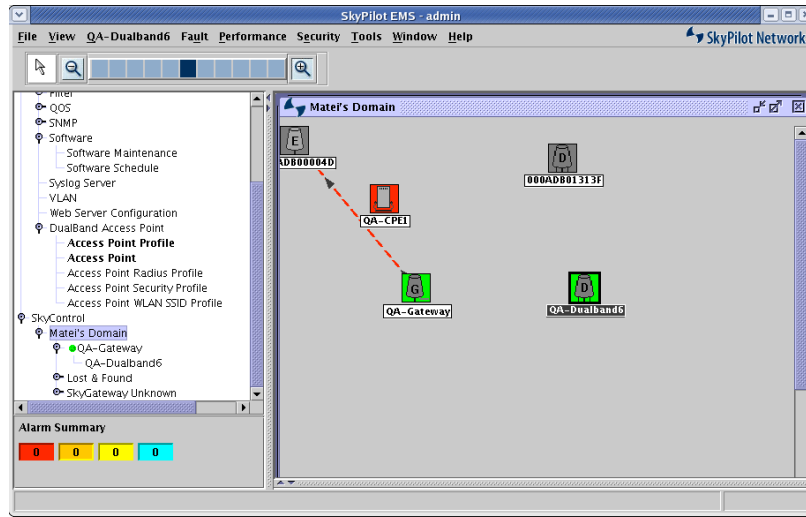 SkyPilot EMS - admin
File View QA-Dualband6 Fault Performance Security Tools Window Help
SkyPilot Network
Filter
QOS
SNMP
Software
Software Maintenance
Software Schedule
Syslog Server
VLAN
Web Server Configuration
DualBand Access Point
Access Point Profile
Access Point
Access Point Radius Profile
Access Point Security Profile
Access Point WLAN SSID Profile
SkyControl
Matei's Domain
QA-Gateway
QA-Dualband6
Lost & Found
SkyGateway Unknown
Alarm Summary
0 0 0 0
Matei's Domain
E
ADB00004D)
D
000ADB01313F
QA-CPE1
G
QA-Gateway
D
QA-Dualband6